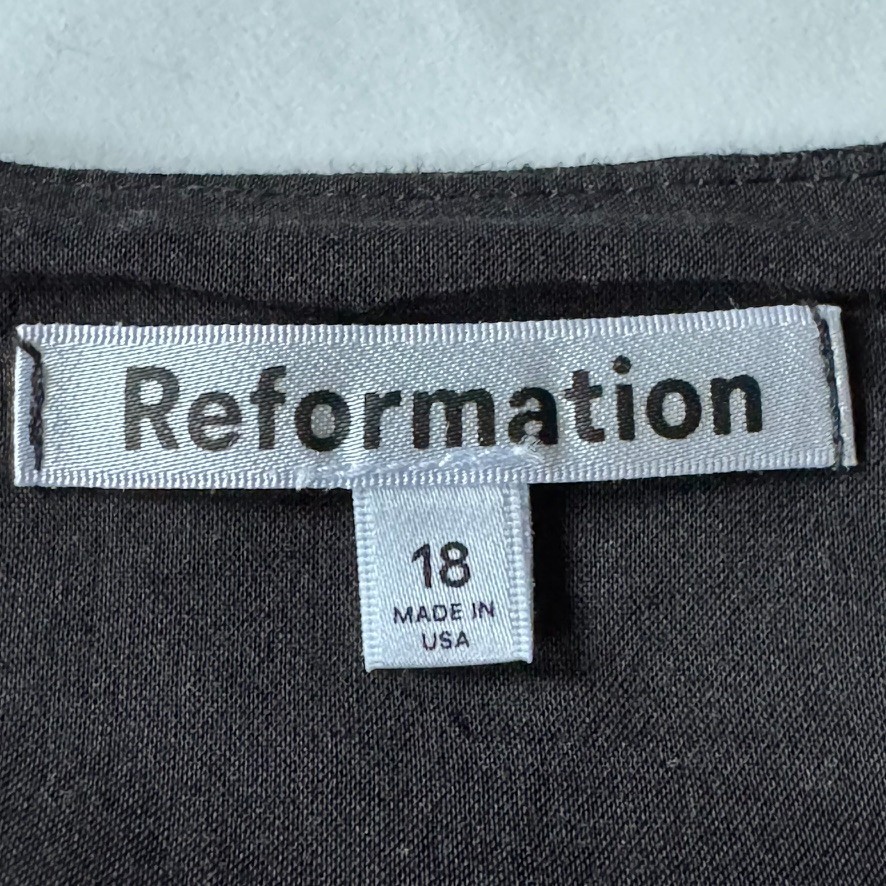 Reformation
18
MADE IN
USA